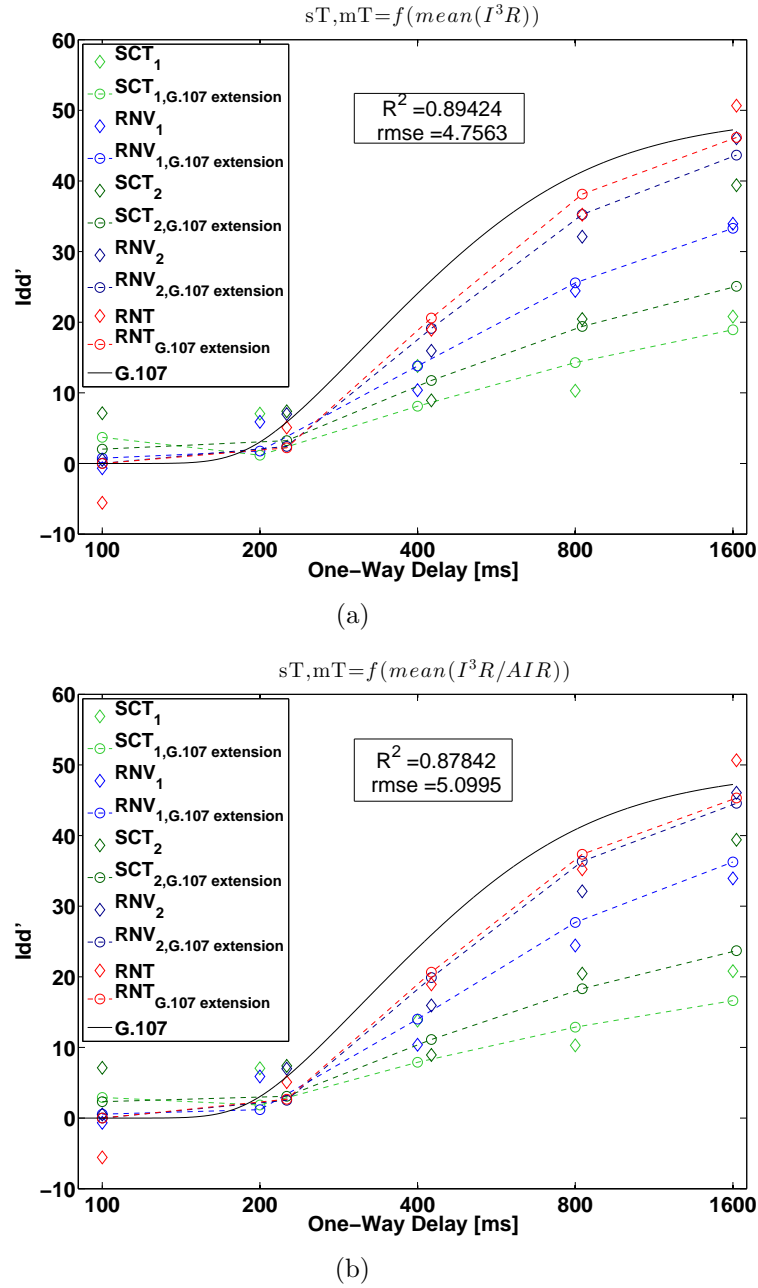 sT,mT=f(mean(I³R))
60
50
40
30
20
10
0
−10
Idd'
SCT₁
SCT₁,G.107 extension
RNV₁
RNV₁,G.107 extension
SCT₂
SCT₂,G.107 extension
RNV₂
RNV₂,G.107 extension
RNT
RNT G.107 extension
G.107
R² =0.89424
rmse =4.7563
100 200 400 800 1600
One−Way Delay [ms]
(a)
sT,mT=f(mean(I³R/AIR))
60
50
40
30
20
10
0
−10
Idd'
SCT₁
SCT₁,G.107 extension
RNV₁
RNV₁,G.107 extension
SCT₂
SCT₂,G.107 extension
RNV₂
RNV₂,G.107 extension
RNT
RNT G.107 extension
G.107
R² =0.87842
rmse =5.0995
100 200 400 800 1600
One−Way Delay [ms]
(b)